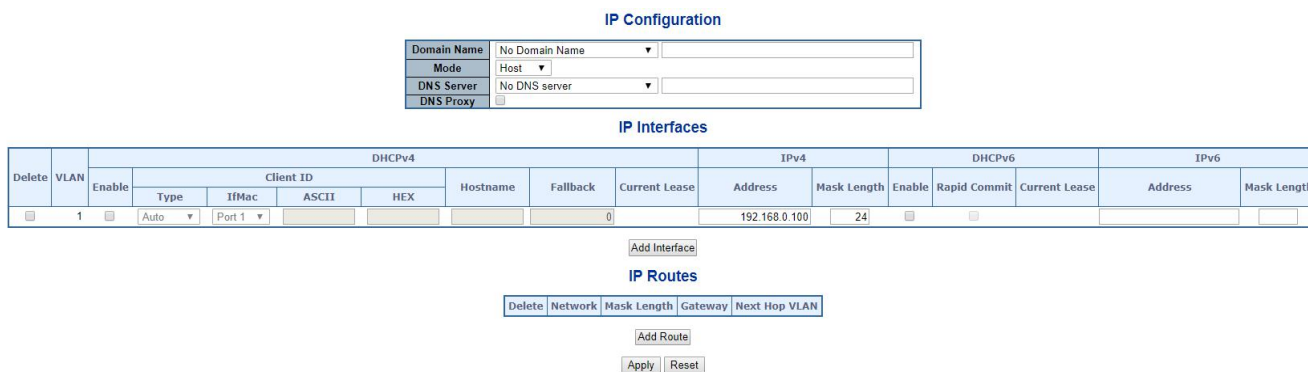 IP Configuration
Domain Name No Domain Name
Mode Host
DNS Server No DNS server
DNS Proxy
IP Interfaces
DHCPv4 IPv4 DHCPv6 IPv6
Delete VLAN Enable Client ID Hostname Fallback Current Lease Address Mask Length Enable Rapid Commit Current Lease Address Mask Length
Type IfMac ASCII HEX
1 Auto Port 1 0 192.168.0.100 24
Add Interface
IP Routes
Delete Network Mask Length Gateway Next Hop VLAN
Add Route
Apply Reset